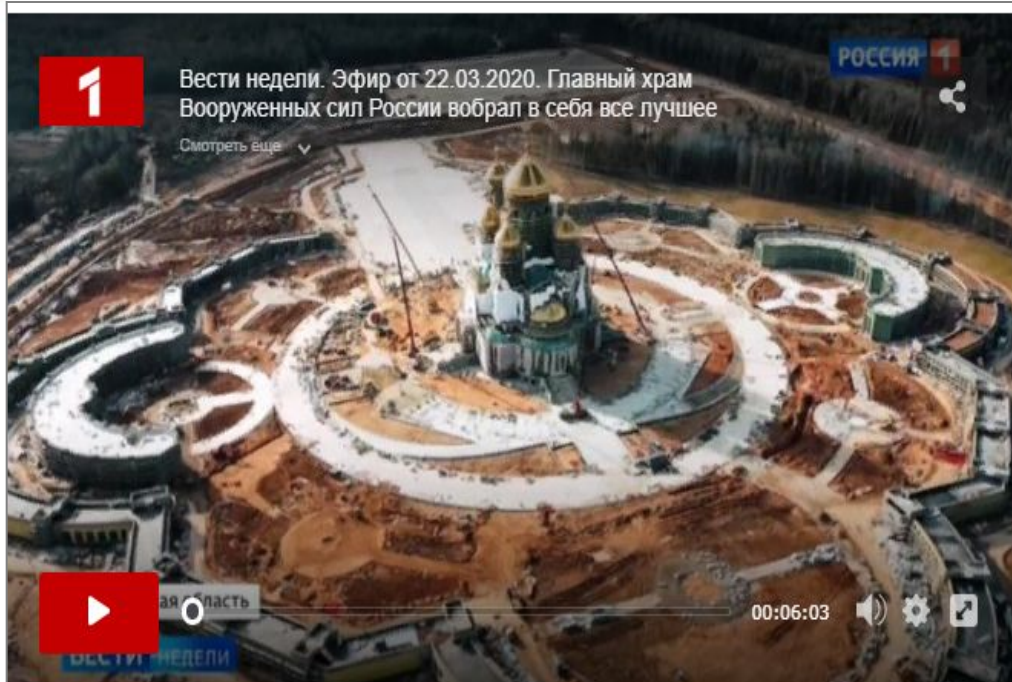 РОССИЯ 1
1
Вести недели. Эфир от 22.03.2020. Главный храм
Вооруженных сил России вобрал в себя все лучшее
Смотреть еще
ая область
00:06:03
ВЕСТИ НЕДЕЛИ